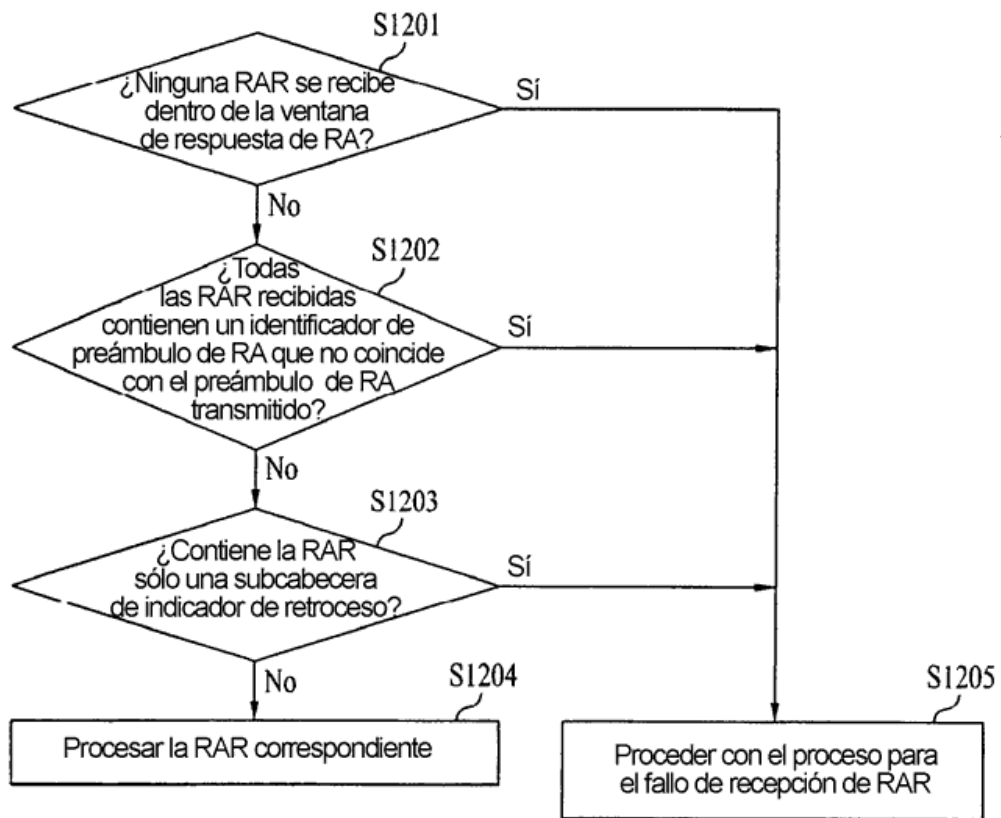 S1201
¿Ninguna RAR se recibe
dentro de la ventana
de respuesta de RA?
Sí
No
S1202
¿Todas
las RAR recibidas
contienen un identificador de
preámbulo de RA que no coincide
con el preámbulo de RA
transmitido?
Sí
No
S1203
¿Contiene la RAR
sólo una subcabecera
de indicador de retroceso?
Sí
No
S1204
Procesar la RAR correspondiente
S1205
Proceder con el proceso para
el fallo de recepción de RAR